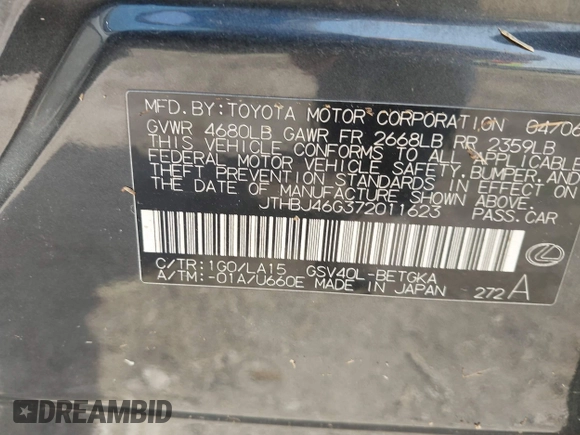 MFD. BY: TOYOTA MOTOR CORPORATION 04/06
GVWR 4680LB GAWR FR 2668LB RR 2359LB
THIS VEHICLE CONFORMS TO ALL APPLICABLE
FEDERAL MOTOR VEHICLE SAFETY, BUMPER, AND
THEFT PREVENTION STANDARDS IN EFFECT ON
THE DATE OF MANUFACTURE SHOWN ABOVE.
JTHBJ46G372011623 PASS.CAR
C/TR:1G0/LA15 GSV40L-BETGKA
A/TM:-01A/U660E MADE IN JAPAN 272A
DREAMBID